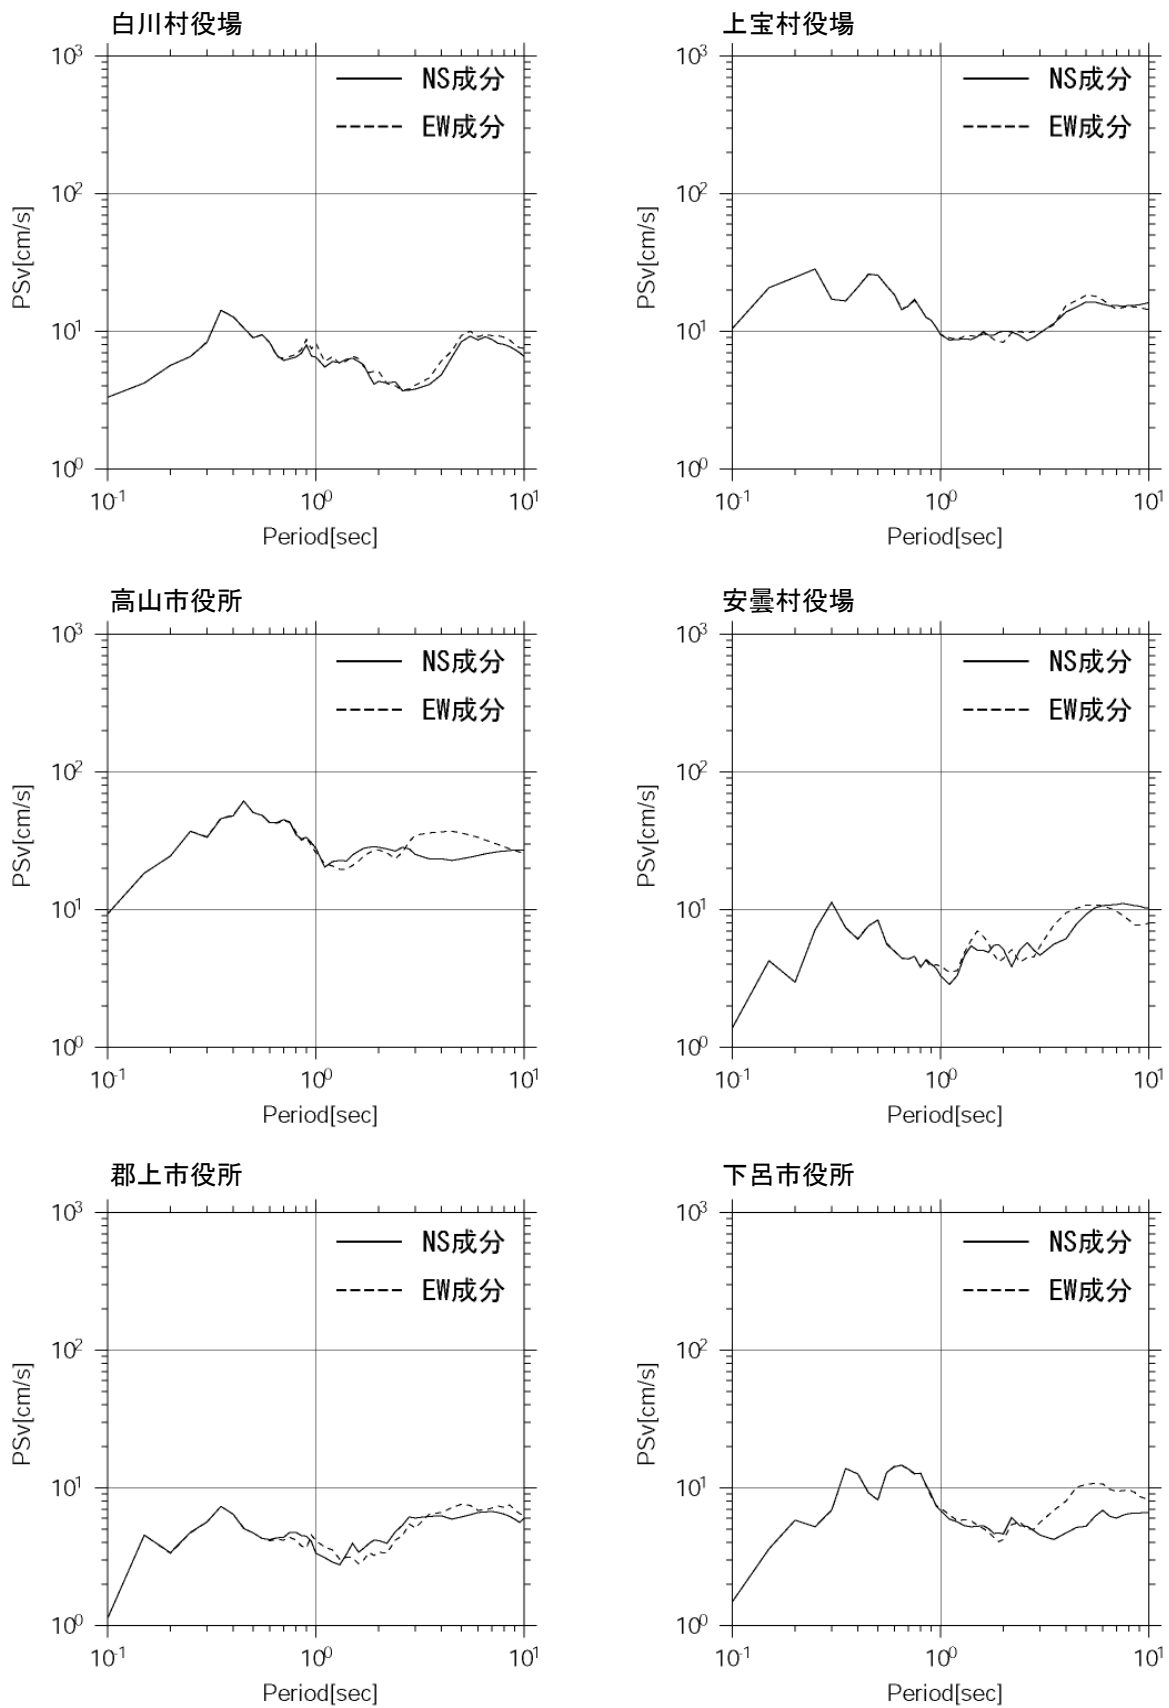 白川村役場
10³
NS成分
EW成分
10²
PSv[cm/s]
10¹
10⁰
10⁻¹ 10⁰ 10¹
Period[sec]
上宝村役場
10³
NS成分
EW成分
10²
PSv[cm/s]
10¹
10⁰
10⁻¹ 10⁰ 10¹
Period[sec]
高山市役所
10³
NS成分
EW成分
10²
PSv[cm/s]
10¹
10⁰
10⁻¹ 10⁰ 10¹
Period[sec]
安曇村役場
10³
NS成分
EW成分
10²
PSv[cm/s]
10¹
10⁰
10⁻¹ 10⁰ 10¹
Period[sec]
郡上市役所
10³
NS成分
EW成分
10²
PSv[cm/s]
10¹
10⁰
10⁻¹ 10⁰ 10¹
Period[sec]
下呂市役所
10³
NS成分
EW成分
10²
PSv[cm/s]
10¹
10⁰
10⁻¹ 10⁰ 10¹
Period[sec]